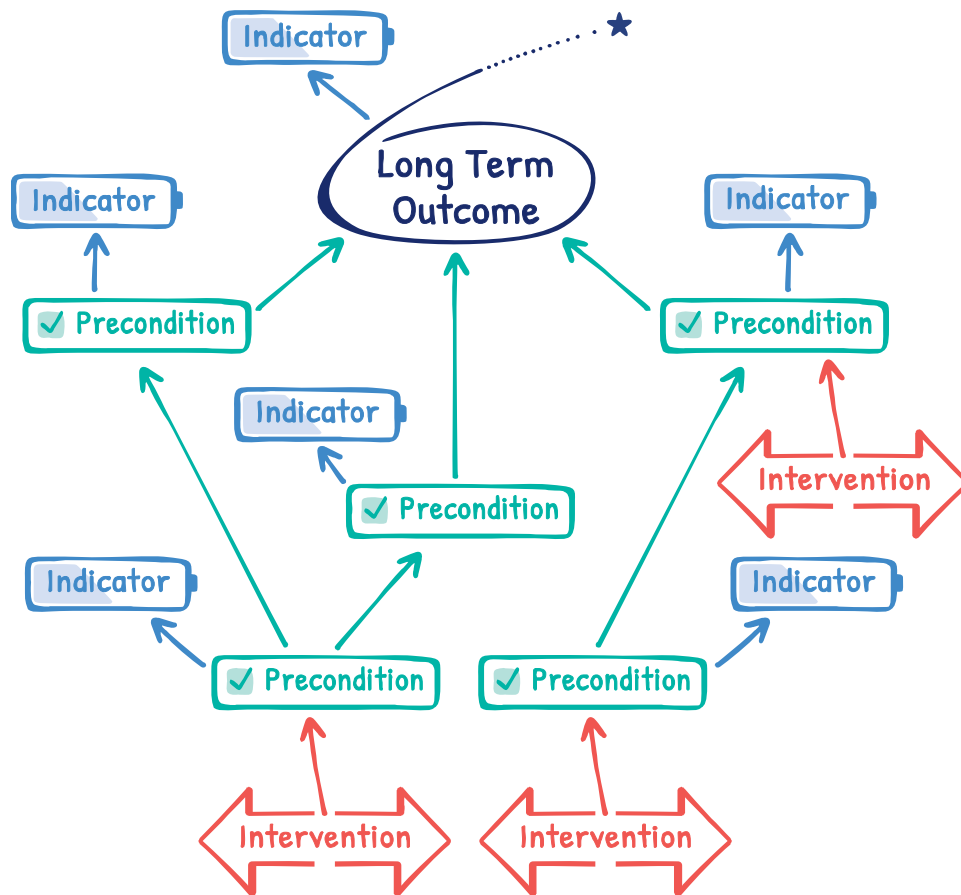 Indicator
Long Term
Outcome
Indicator
Indicator
Precondition
Precondition
Indicator
Intervention
Precondition
Indicator
Indicator
Precondition
Precondition
Intervention
Intervention